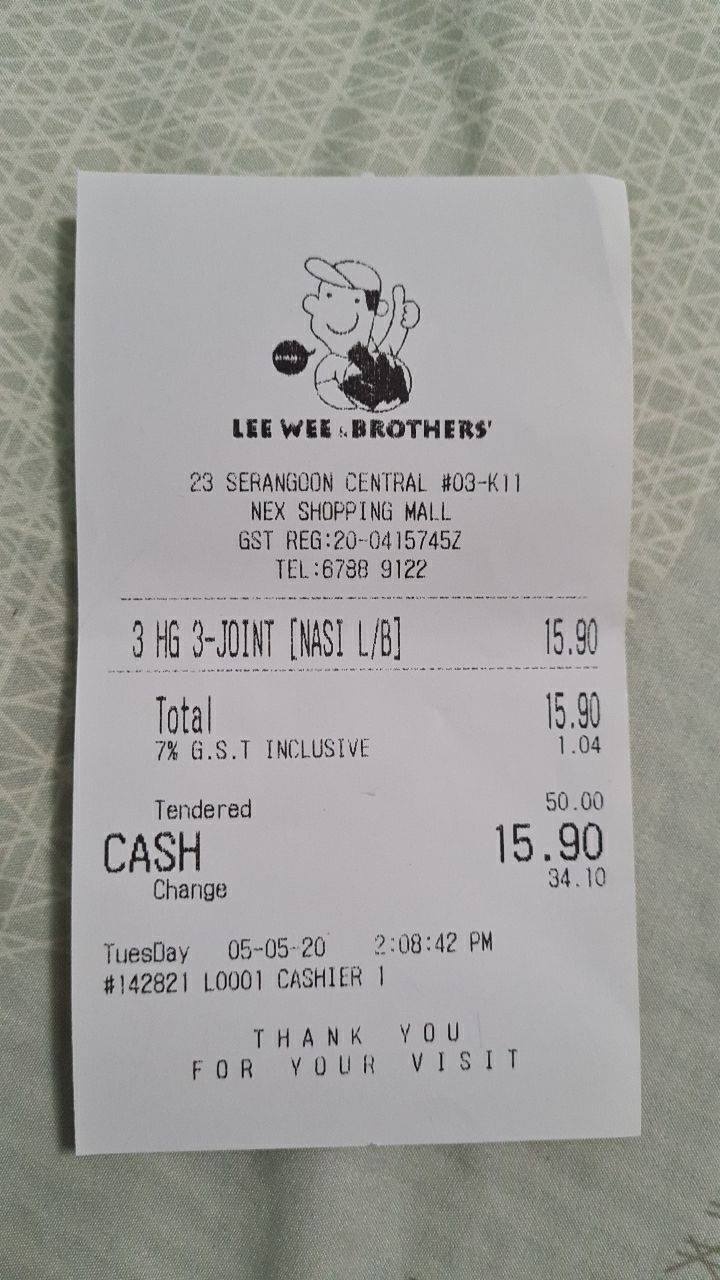 LEE WEE & BROTHERS'
23 SERANGOON CENTRAL #03-K11
NEX SHOPPING MALL
GST REG:20-0415745Z
TEL:6788 9122
3 HG 3-JOINT [NASI L/B] 15.90
Total 15.90
7% G.S.T INCLUSIVE 1.04
Tendered 50.00
CASH 15.90
Change 34.10
TuesDay 05-05-20 2:08:42 PM
#142821 L0001 CASHIER 1
THANK YOU
FOR YOUR VISIT